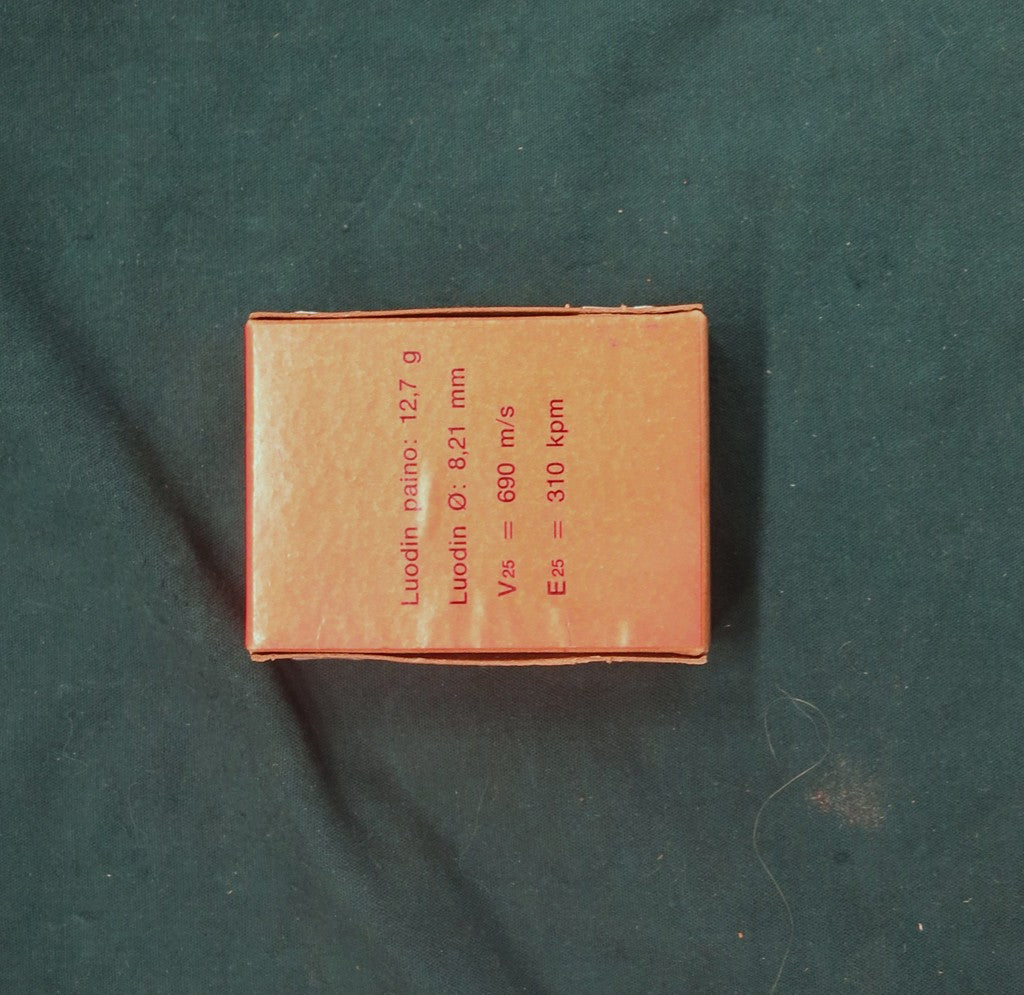 Luodin paino: 12,7 g
Luodin Ø: 8,21 mm
V25 = 690 m/s
E25 = 310 kpm